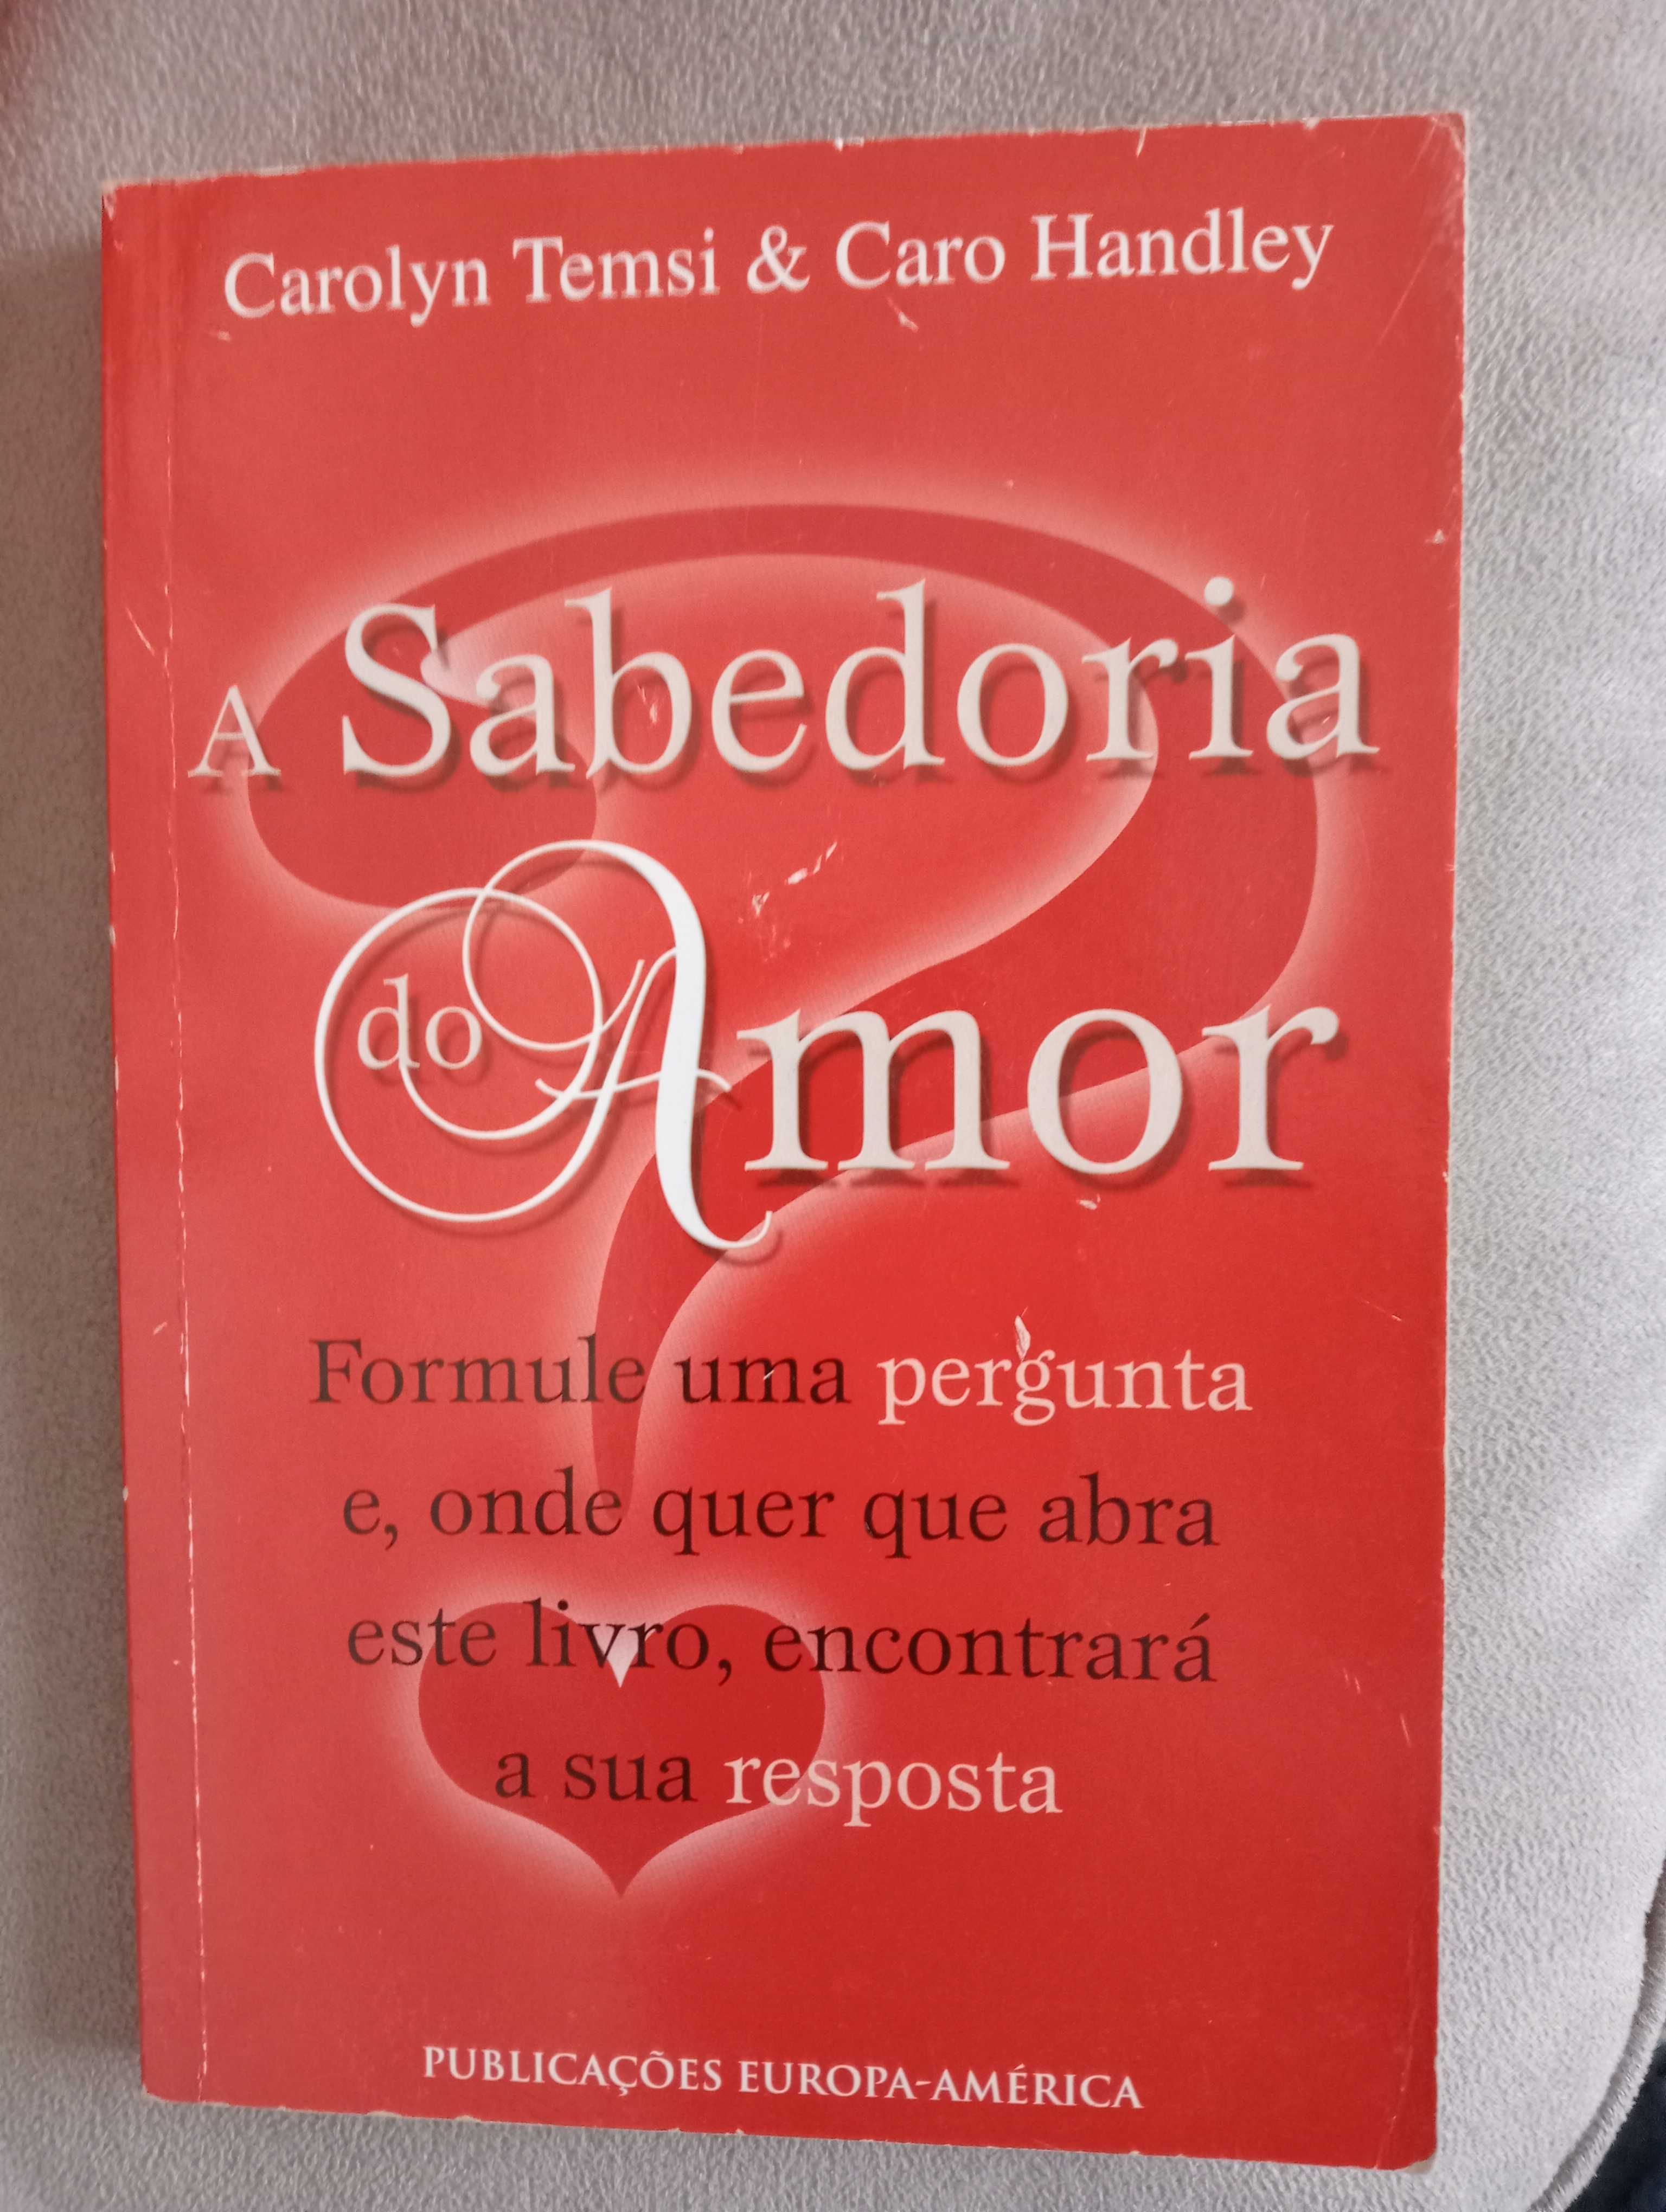 Carolyn Temsi & Caro Handley
A Sabedoria
do Amor
Formule uma pergunta
e, onde quer que abra
este livro, encontrará
a sua resposta
PUBLICAÇÕES EUROPA-AMÉRICA